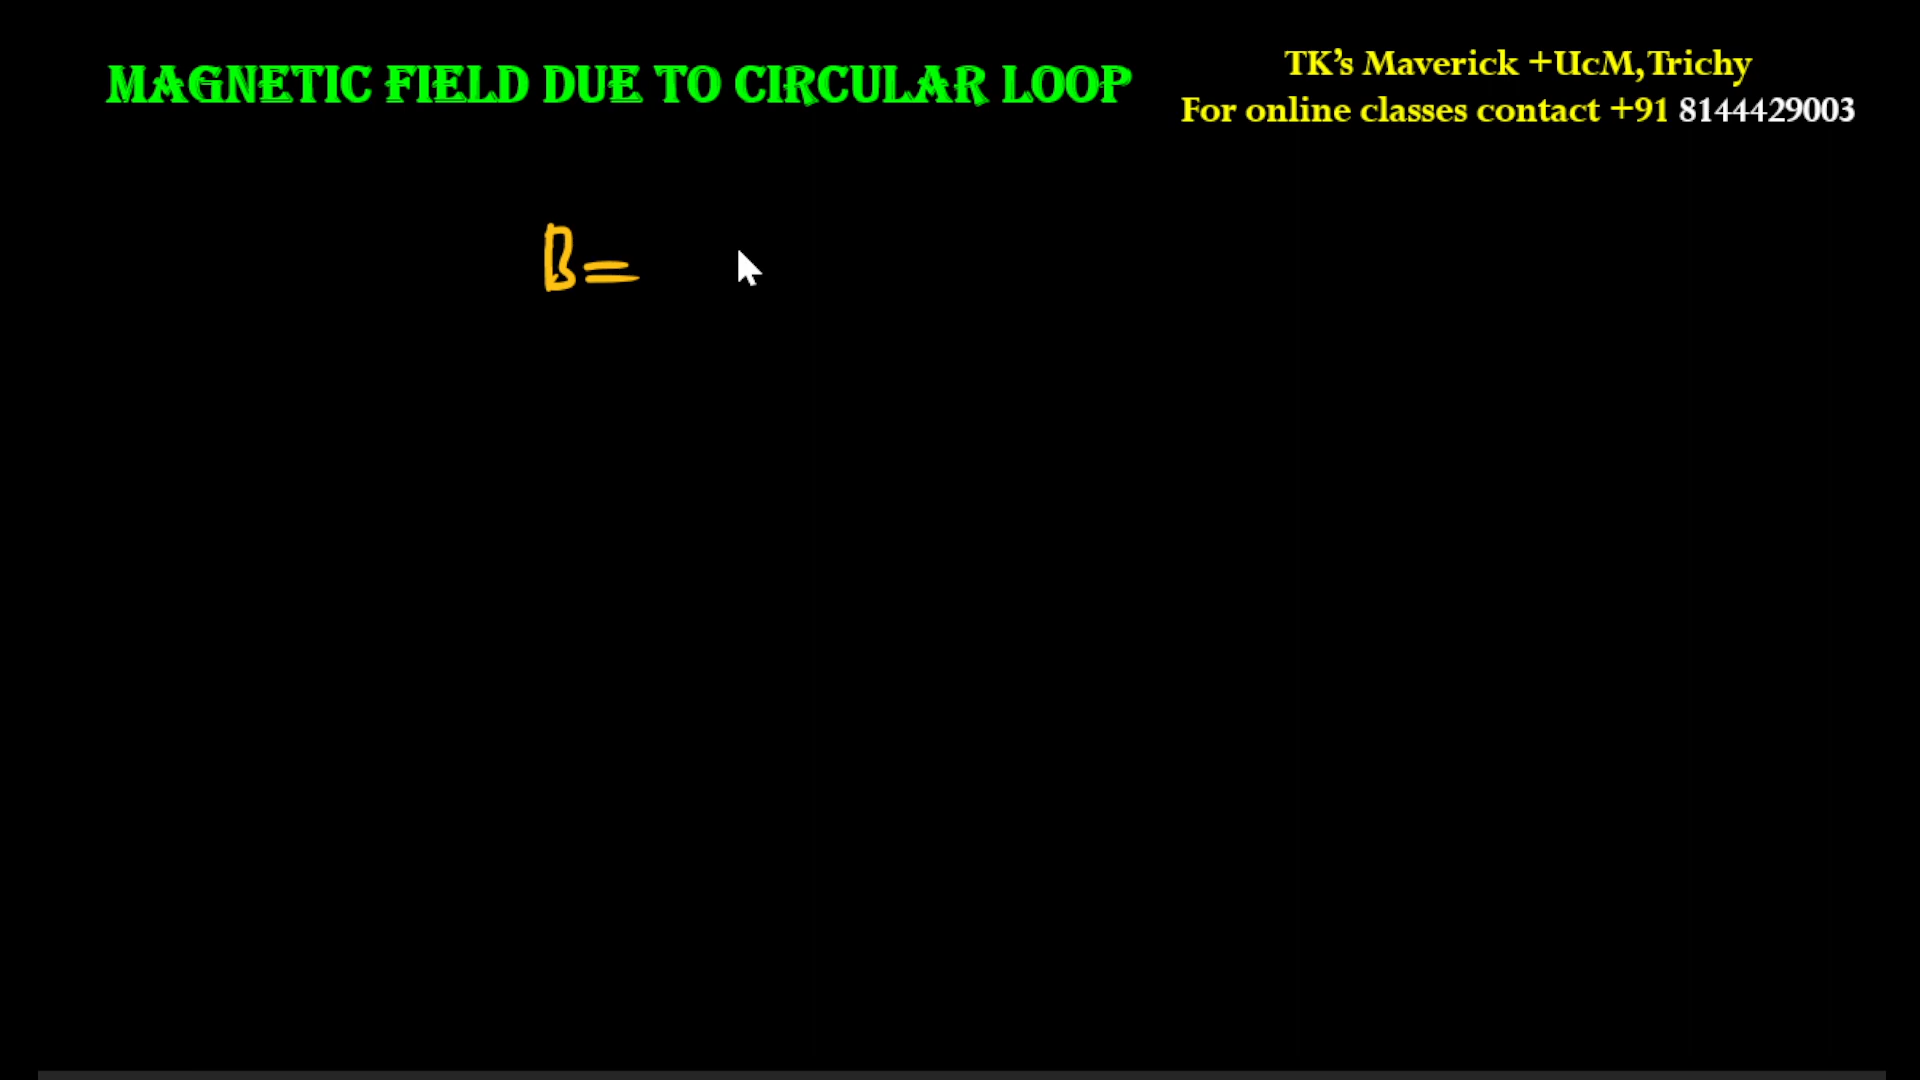 MAGNETIC FIELD DUE TO CIRCULAR LOOP
TK's Maverick +UcM,Trichy
For online classes contact +91 8144429003
B=